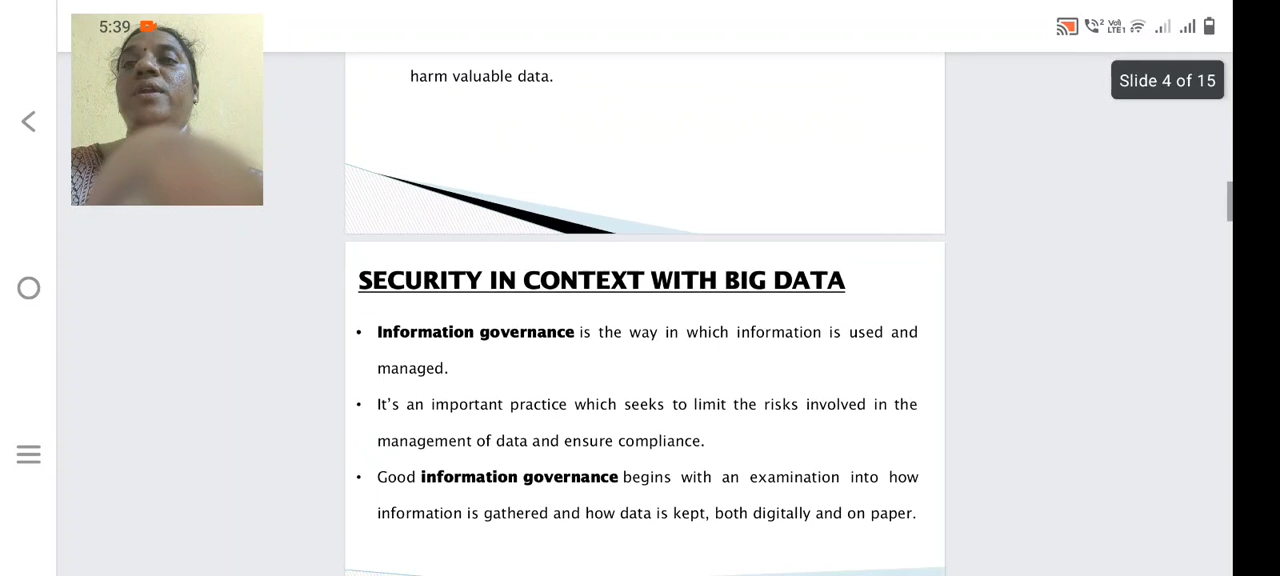 5:39
2
Vo)
LTE1
harm valuable data.
Slide 4 of 15
SECURITY IN CONTEXT WITH BIG DATA
• Information governance is the way in which information is used and
managed.
• It's an important practice which seeks to limit the risks involved in the
management of data and ensure compliance.
• Good information governance begins with an examination into how
information is gathered and how data is kept, both digitally and on paper.